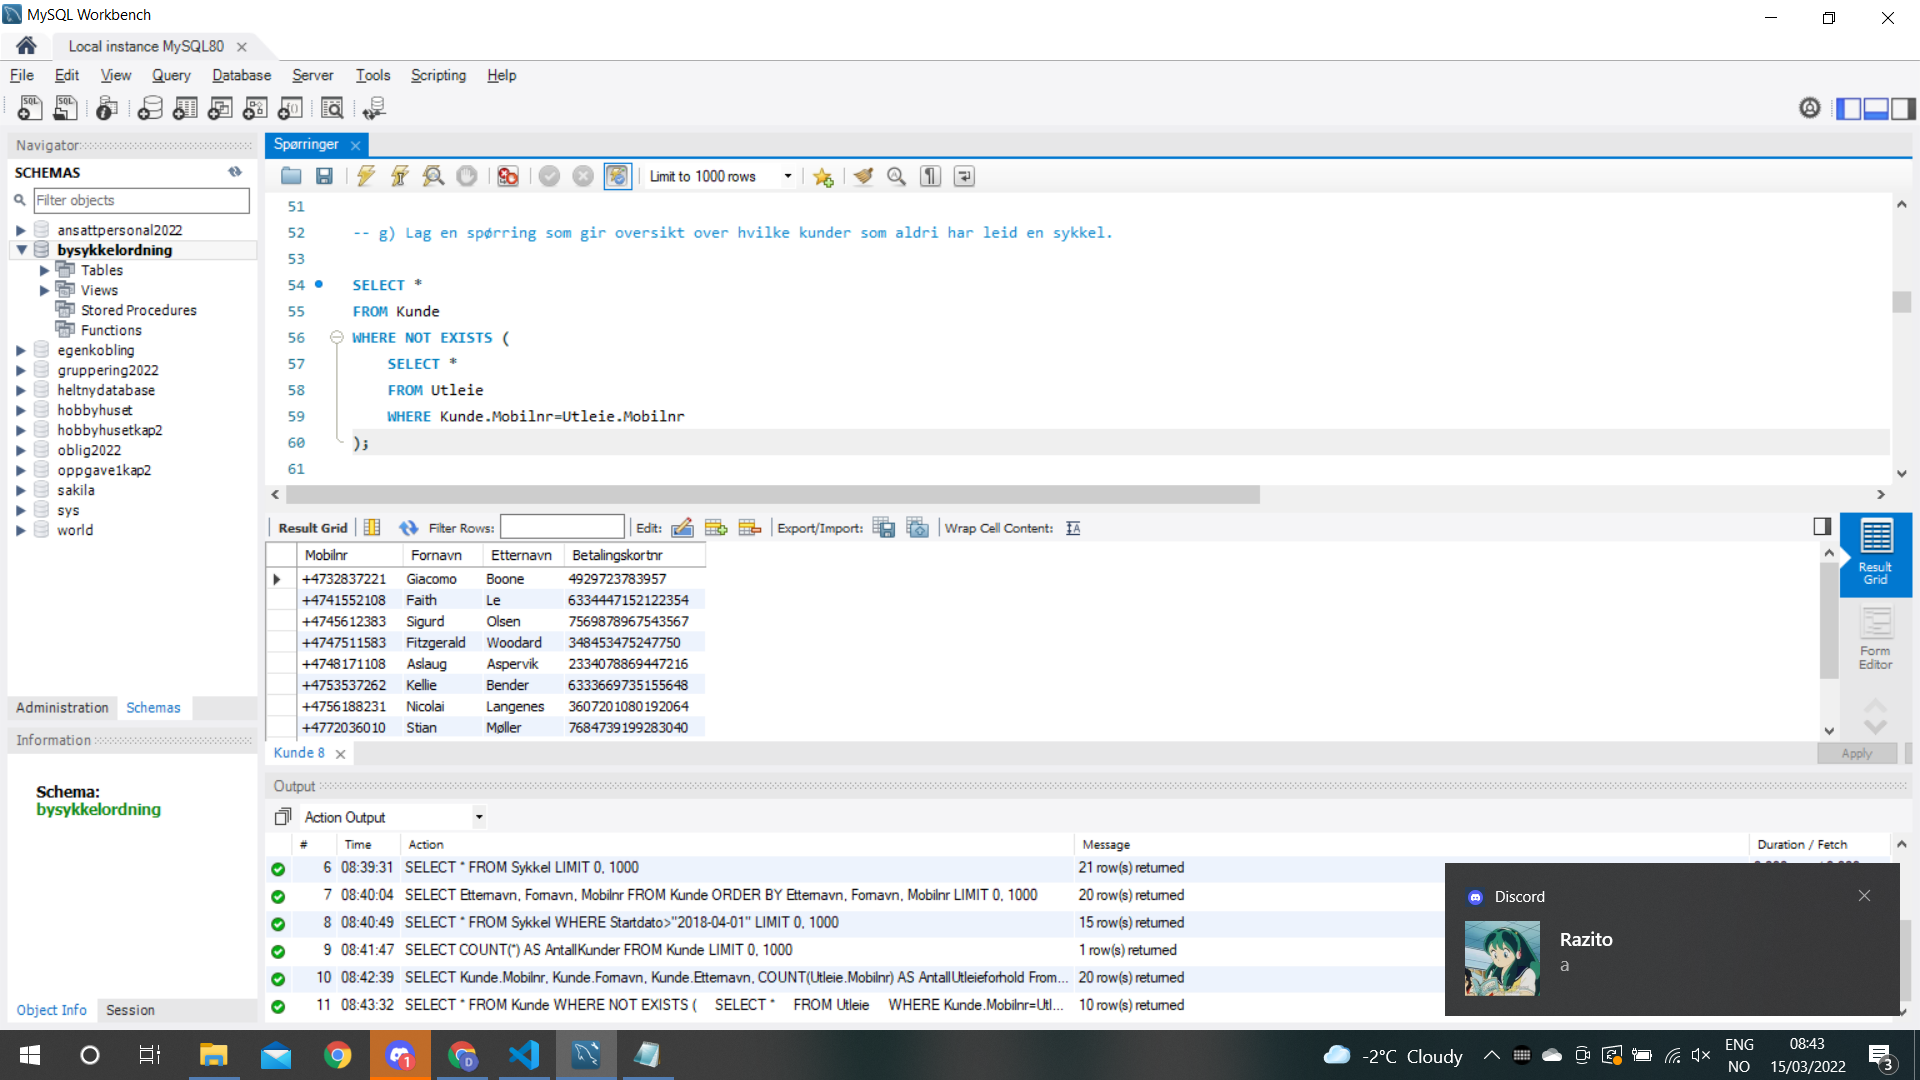 MySQL Workbench
Local instance MySQL80
File Edit View Query Database Server Tools Scripting Help
Navigator
SCHEMAS
Filter objects
ansattpersonal2022
bysykkelordning
Tables
Views
Stored Procedures
Functions
egenkobling
gruppering2022
heltnydatabase
hobbyhuset
hobbyhusetkap2
oblig2022
oppgave1kap2
sakila
sys
world
Administration Schemas
Information
Schema:
bysykkelordning
Object Info Session
Spørringer
Limit to 1000 rows
51
52 -- g) Lag en spørring som gir oversikt over hvilke kunder som aldri har leid en sykkel.
53
54 SELECT *
55 FROM Kunde
56 WHERE NOT EXISTS (
57 SELECT *
58 FROM Utleie
59 WHERE Kunde.Mobilnr=Utleie.Mobilnr
60 );
61
Result Grid Filter Rows: Edit: Export/Import: Wrap Cell Content:
Mobilnr Fornavn Etternavn Betalingskortnr
+4732837221 Giacomo Boone 4929723783957
+4741552108 Faith Le 6334447152122354
+4745612383 Sigurd Olsen 7569878967543567
+4747511583 Fitzgerald Woodard 348453475247750
+4748171108 Aslaug Aspervik 2334078869447216
+4753537262 Kellie Bender 6333669735155648
+4756188231 Nicolai Langenes 3607201080192064
+4772036010 Stian Møller 7684739199283040
Result
Grid
Form
Editor
Kunde 8
Apply
Output
Action Output
# Time Action Message Duration / Fetch
6 08:39:31 SELECT * FROM Sykkel LIMIT 0, 1000 21 row(s) returned
7 08:40:04 SELECT Etternavn, Fornavn, Mobilnr FROM Kunde ORDER BY Etternavn, Fornavn, Mobilnr LIMIT 0, 1000 20 row(s) returned
8 08:40:49 SELECT * FROM Sykkel WHERE Startdato>"2018-04-01" LIMIT 0, 1000 15 row(s) returned
9 08:41:47 SELECT COUNT(*) AS AntallKunder FROM Kunde LIMIT 0, 1000 1 row(s) returned
10 08:42:39 SELECT Kunde.Mobilnr, Kunde.Fornavn, Kunde.Etternavn, COUNT(Utleie.Mobilnr) AS AntallUtleieforhold From... 20 row(s) returned
11 08:43:32 SELECT * FROM Kunde WHERE NOT EXISTS ( SELECT * FROM Utleie WHERE Kunde.Mobilnr=Utl... 10 row(s) returned
Discord
Razito
a
1
D
-2°C Cloudy
ENG
NO
08:43
15/03/2022
3